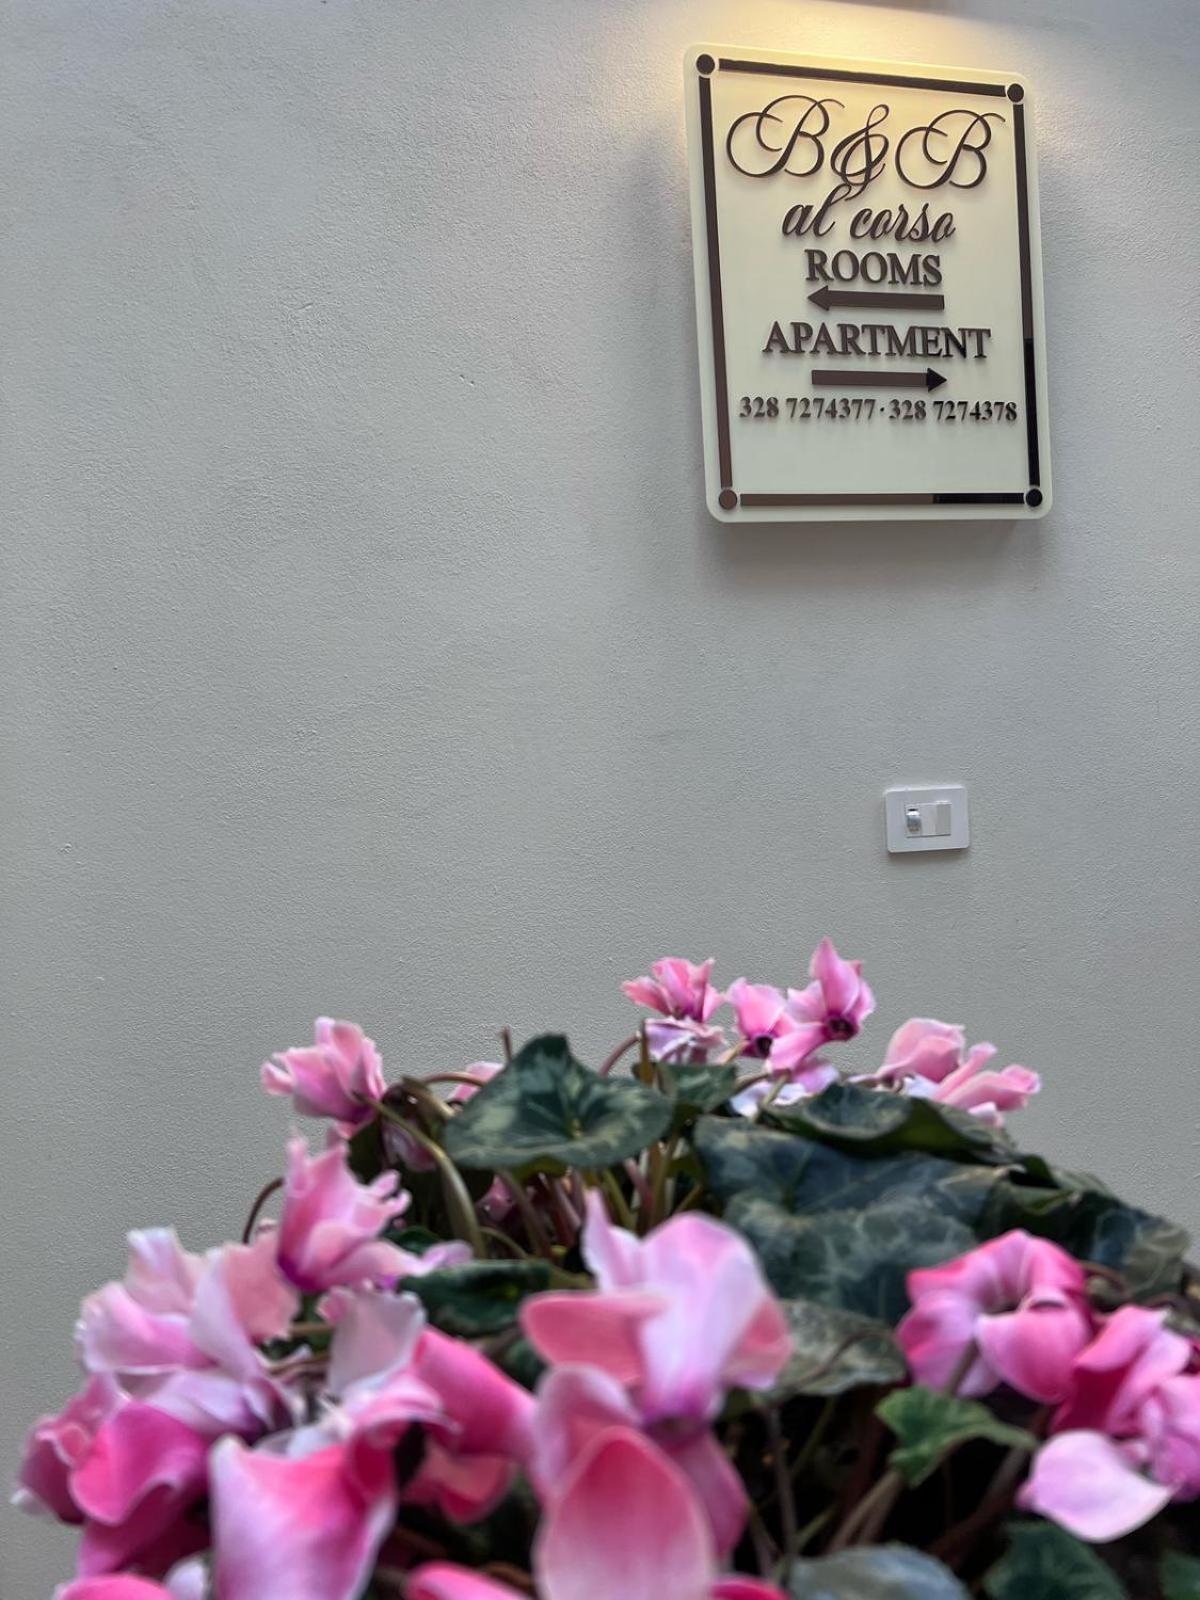 B&B
al corso
ROOMS
APARTMENT
328 7274377 · 328 7274378